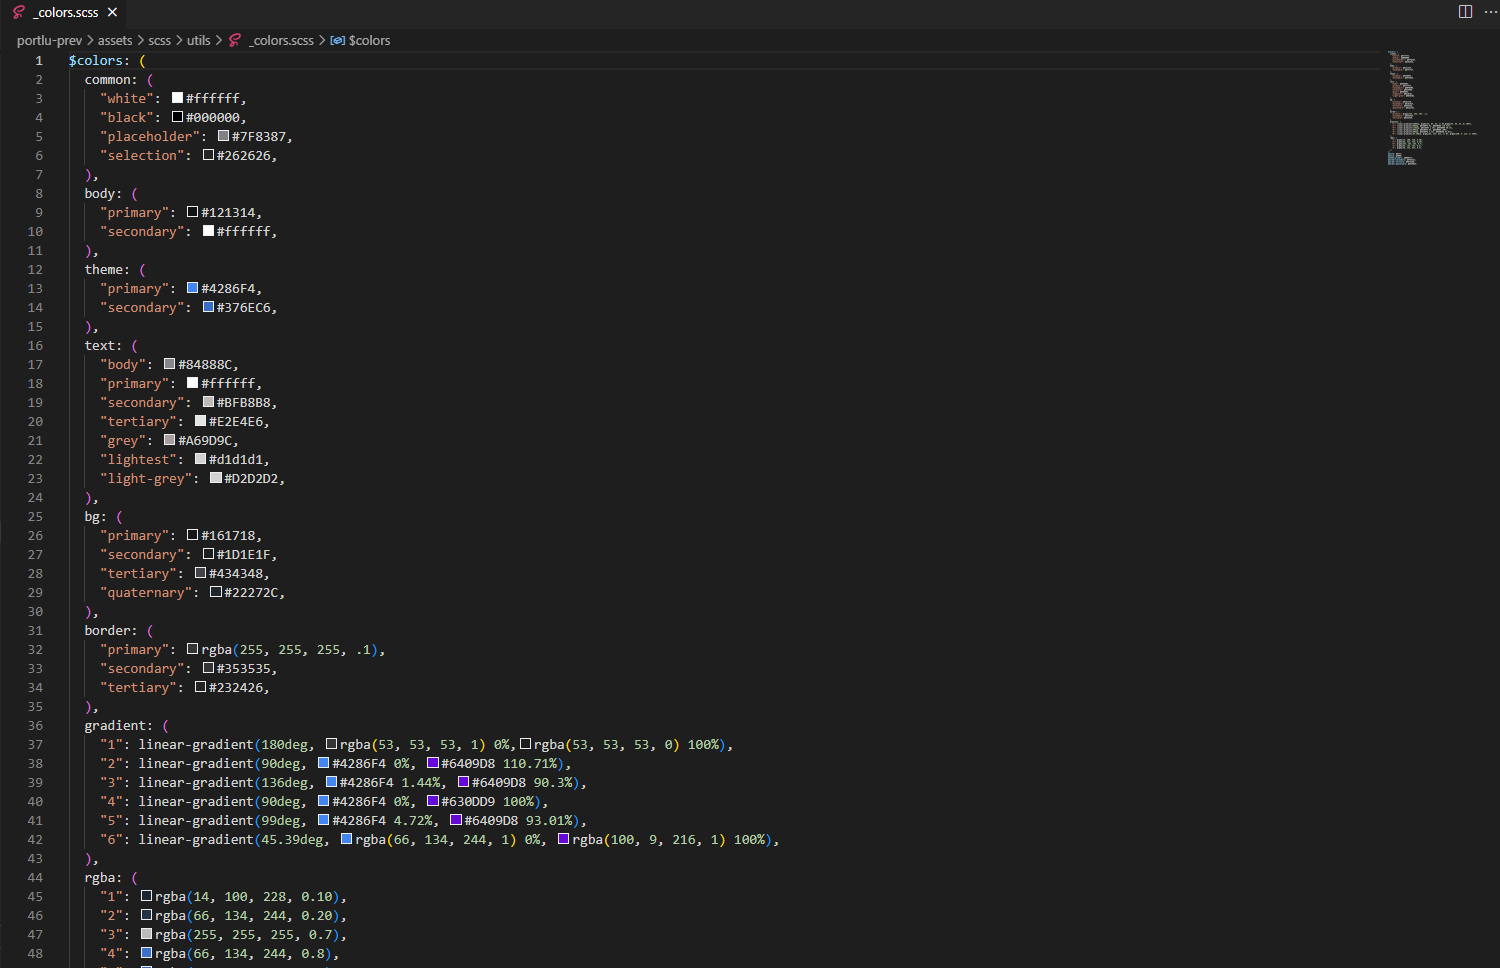 _colors.scss
portlu-prev > assets > scss > utils > _colors.scss > $colors
1 $colors: (
2 common: (
3 "white": #ffffff,
4 "black": #000000,
5 "placeholder": #7F8387,
6 "selection": #262626,
7 ),
8 body: (
9 "primary": #121314,
10 "secondary": #ffffff,
11 ),
12 theme: (
13 "primary": #4286F4,
14 "secondary": #376EC6,
15 ),
16 text: (
17 "body": #84888C,
18 "primary": #ffffff,
19 "secondary": #BFB8B8,
20 "tertiary": #E2E4E6,
21 "grey": #A69D9C,
22 "lightest": #d1d1d1,
23 "light-grey": #D2D2D2,
24 ),
25 bg: (
26 "primary": #161718,
27 "secondary": #1D1E1F,
28 "tertiary": #434348,
29 "quaternary": #22272C,
30 ),
31 border: (
32 "primary": rgba(255, 255, 255, .1),
33 "secondary": #353535,
34 "tertiary": #232426,
35 ),
36 gradient: (
37 "1": linear-gradient(180deg, rgba(53, 53, 53, 1) 0%, rgba(53, 53, 53, 0) 100%),
38 "2": linear-gradient(90deg, #4286F4 0%, #6409D8 110.71%),
39 "3": linear-gradient(136deg, #4286F4 1.44%, #6409D8 90.3%),
40 "4": linear-gradient(90deg, #4286F4 0%, #630DD9 100%),
41 "5": linear-gradient(99deg, #4286F4 4.72%, #6409D8 93.01%),
42 "6": linear-gradient(45.39deg, rgba(66, 134, 244, 1) 0%, rgba(100, 9, 216, 1) 100%),
43 ),
44 rgba: (
45 "1": rgba(14, 100, 228, 0.10),
46 "2": rgba(66, 134, 244, 0.20),
47 "3": rgba(255, 255, 255, 0.7),
48 "4": rgba(66, 134, 244, 0.8),